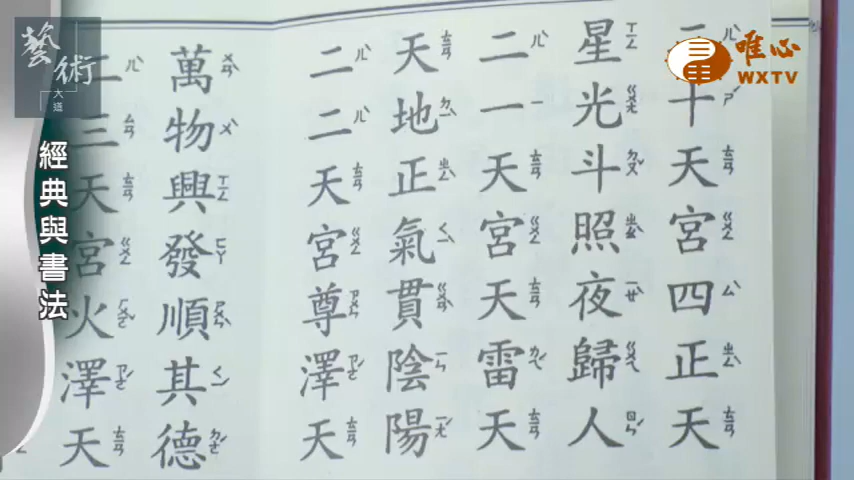 二十天宮四正天
星光斗照夜歸人
二一天宮天雷天
天地正氣貫陰陽
二二天宮尊澤天
萬物興發順其德
二三天宮火澤天
藝術大道
經典與書法
唯心
WXTV